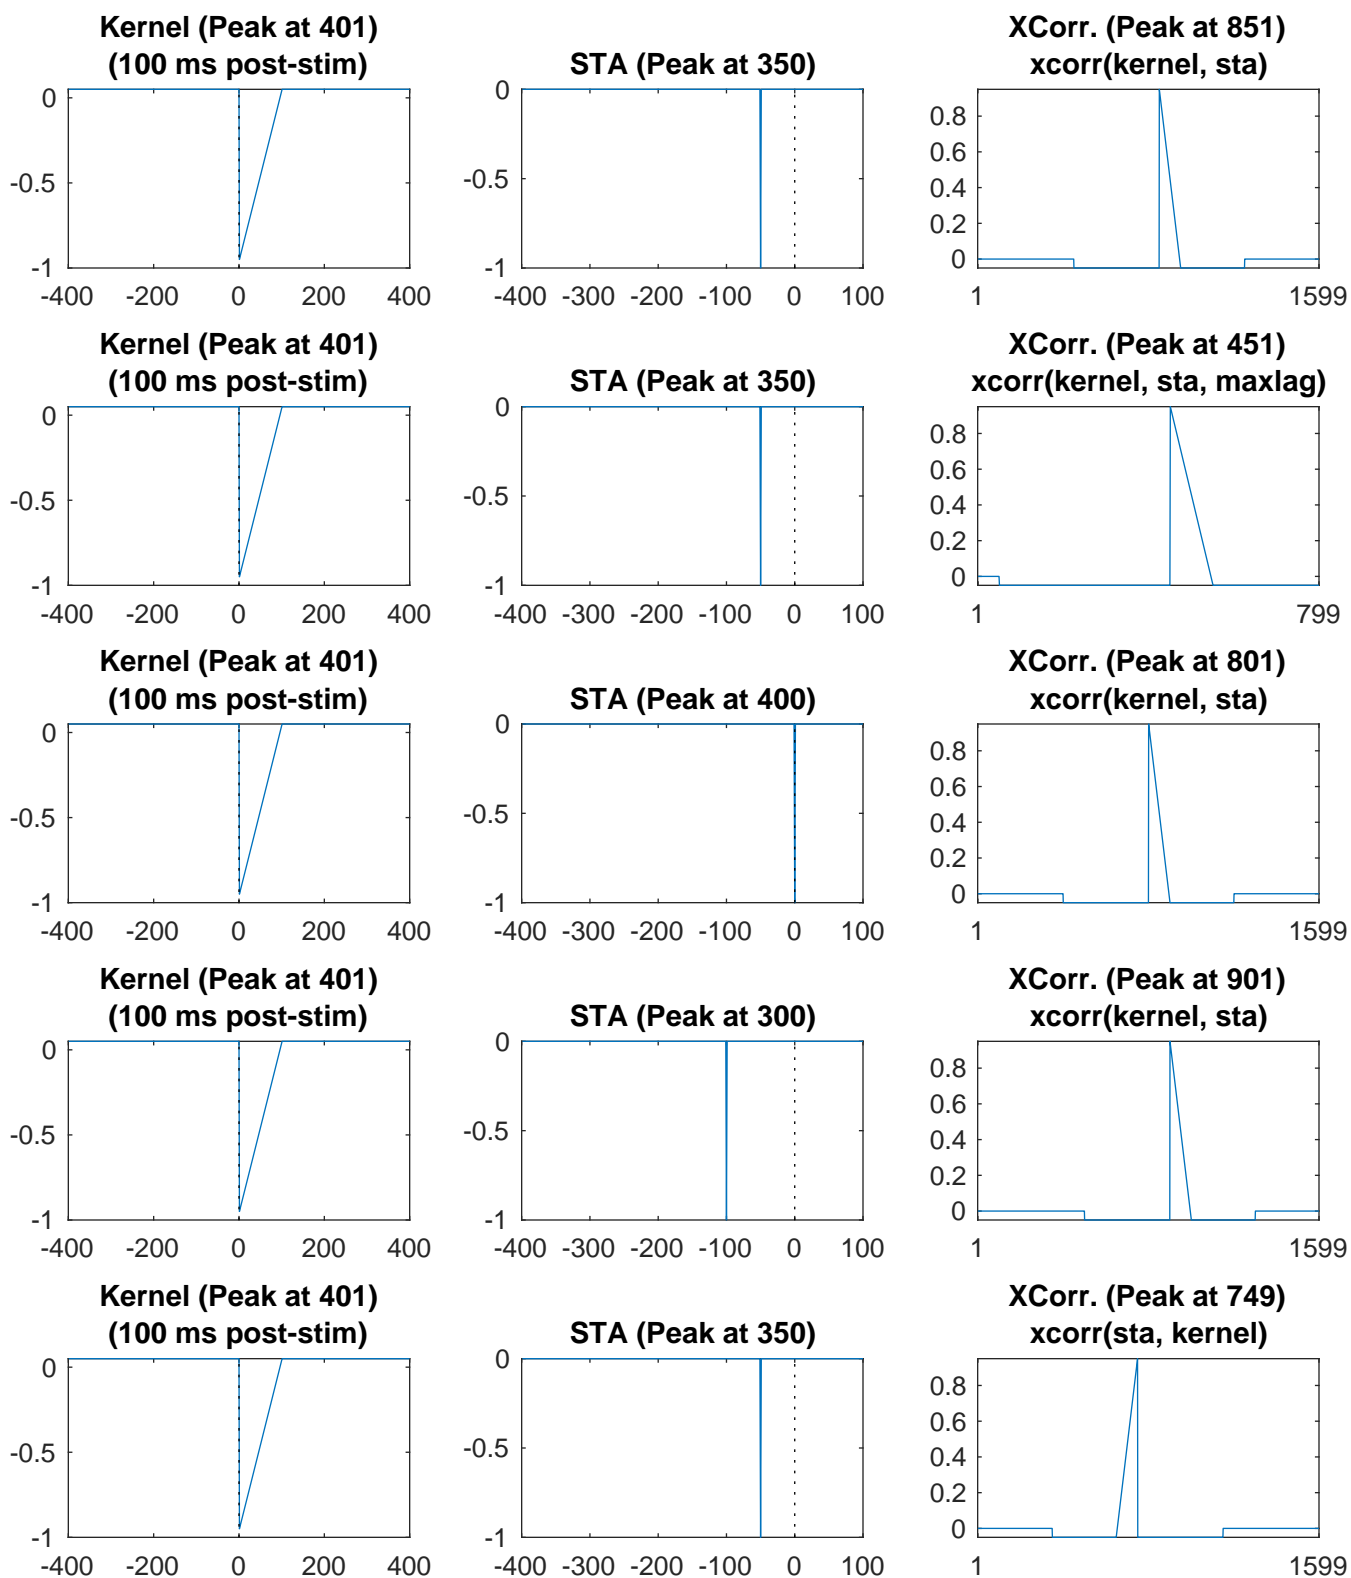 Kernel (Peak at 401)
(100 ms post-stim)
0
-0.5
-1
-400 -200 0 200 400
STA (Peak at 350)
0
-0.5
-1
-400 -300 -200 -100 0 100
XCorr. (Peak at 851)
xcorr(kernel, sta)
0.8
0.6
0.4
0.2
0
1 1599
Kernel (Peak at 401)
(100 ms post-stim)
0
-0.5
-1
-400 -200 0 200 400
STA (Peak at 350)
0
-0.5
-1
-400 -300 -200 -100 0 100
XCorr. (Peak at 451)
xcorr(kernel, sta, maxlag)
0.8
0.6
0.4
0.2
0
1 799
Kernel (Peak at 401)
(100 ms post-stim)
0
-0.5
-1
-400 -200 0 200 400
STA (Peak at 400)
0
-0.5
-1
-400 -300 -200 -100 0 100
XCorr. (Peak at 801)
xcorr(kernel, sta)
0.8
0.6
0.4
0.2
0
1 1599
Kernel (Peak at 401)
(100 ms post-stim)
0
-0.5
-1
-400 -200 0 200 400
STA (Peak at 300)
0
-0.5
-1
-400 -300 -200 -100 0 100
XCorr. (Peak at 901)
xcorr(kernel, sta)
0.8
0.6
0.4
0.2
0
1 1599
Kernel (Peak at 401)
(100 ms post-stim)
0
-0.5
-1
-400 -200 0 200 400
STA (Peak at 350)
0
-0.5
-1
-400 -300 -200 -100 0 100
XCorr. (Peak at 749)
xcorr(sta, kernel)
0.8
0.6
0.4
0.2
0
1 1599